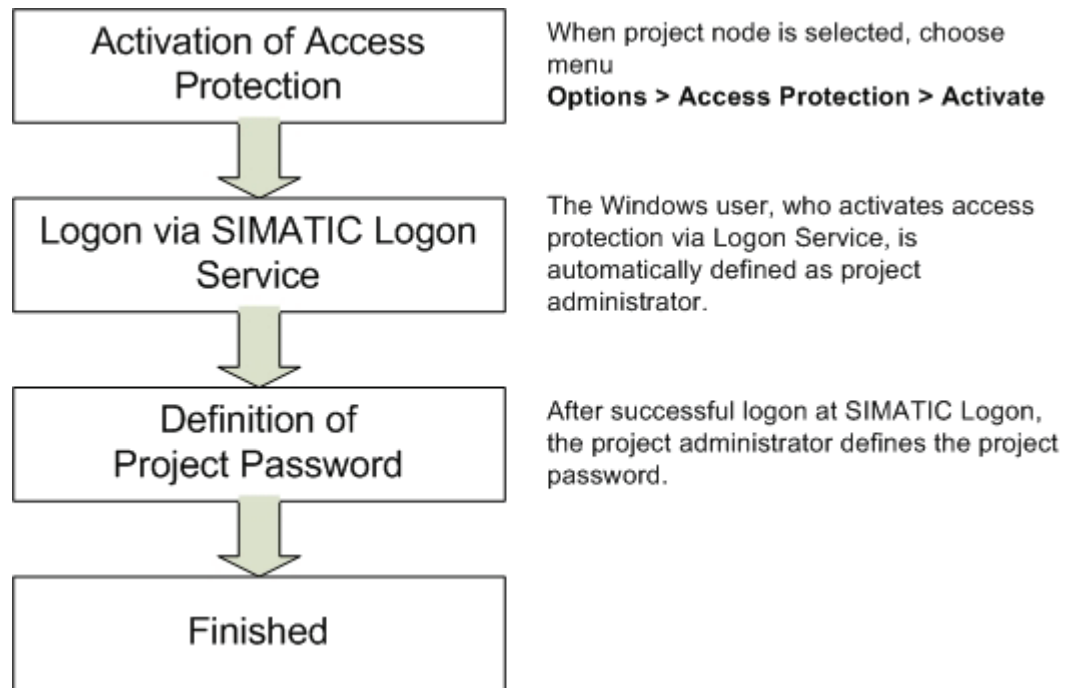 Activation of Access
Protection
When project node is selected, choose
menu
Options > Access Protection > Activate
Logon via SIMATIC Logon
Service
The Windows user, who activates access
protection via Logon Service, is
automatically defined as project
administrator.
Definition of
Project Password
After successful logon at SIMATIC Logon,
the project administrator defines the project
password.
Finished